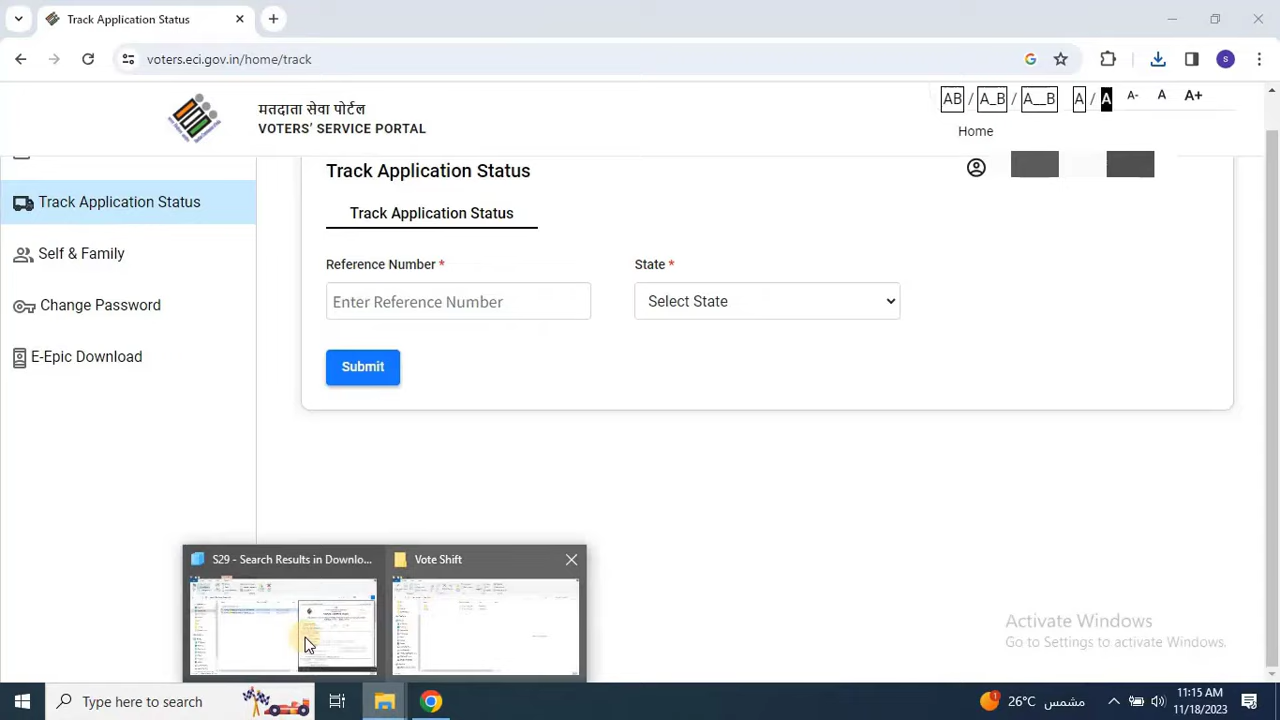 Track Application Status
voters.eci.gov.in/home/track
S
मतदाता सेवा पोर्टल
VOTERS' SERVICE PORTAL
AB / A_B / A__B A / A A- A A+
Home
Track Application Status
Self & Family
Change Password
E-Epic Download
Track Application Status
Track Application Status
Reference Number *
State *
Enter Reference Number
Select State
Submit
S29 - Search Results in Downlo...
Vote Shift
Activate Windows
Go to Settings to activate Windows.
Type here to search
1
26°C مشمس
11:15 AM
11/18/2023